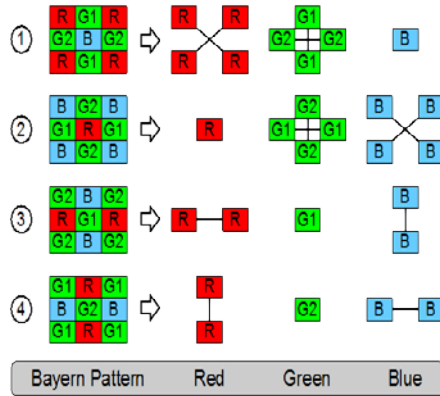 R G1 R R R G1
① G2 B G2 G2 G2 B
R G1 R R R G1
B G2 B G2 B B
② G1 R G1 R G1 G1
B G2 B G2 B B
G2 B G2 B
③ R G1 R R R G1
G2 B G2 B
G1 R G1 R
④ B G2 B G2 B B
G1 R G1 R
Bayern Pattern Red Green Blue